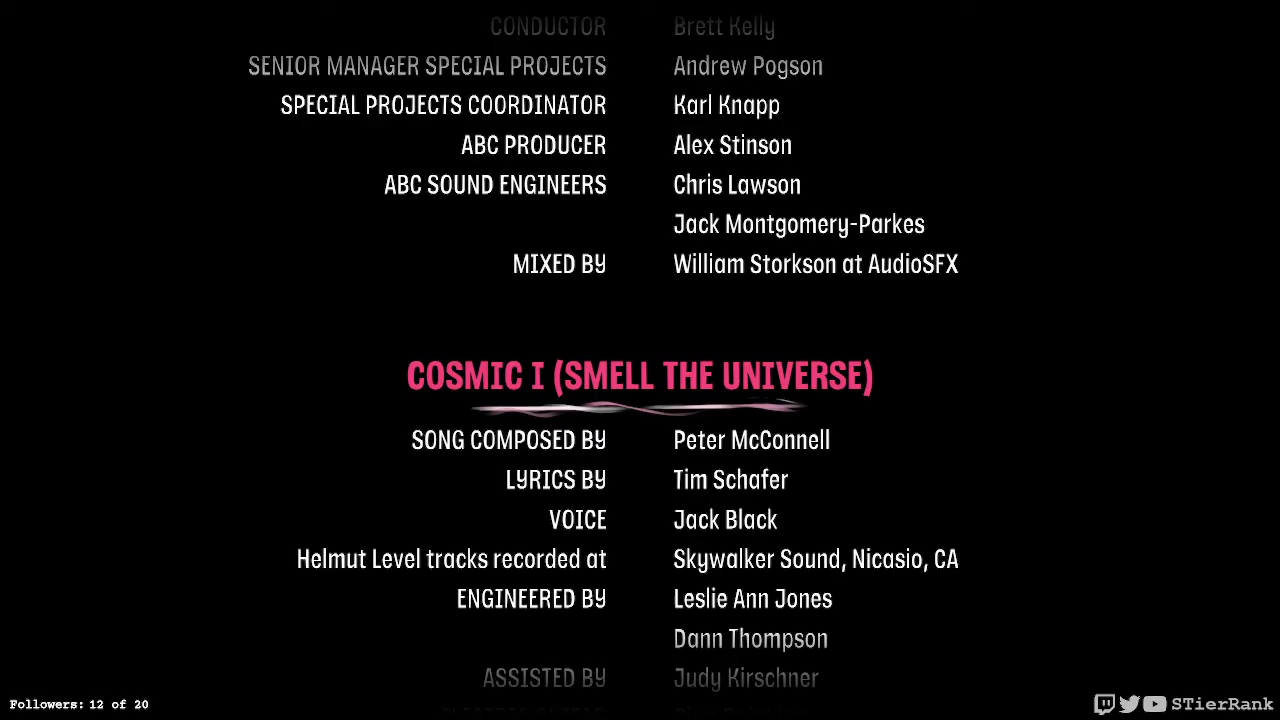 CONDUCTOR Brett Kelly
SENIOR MANAGER SPECIAL PROJECTS Andrew Pogson
SPECIAL PROJECTS COORDINATOR Karl Knapp
ABC PRODUCER Alex Stinson
ABC SOUND ENGINEERS Chris Lawson
Jack Montgomery-Parkes
MIXED BY William Storkson at AudioSFX
COSMIC I (SMELL THE UNIVERSE)
SONG COMPOSED BY Peter McConnell
LYRICS BY Tim Schafer
VOICE Jack Black
Helmut Level tracks recorded at Skywalker Sound, Nicasio, CA
ENGINEERED BY Leslie Ann Jones
Dann Thompson
ASSISTED BY Judy Kirschner
Followers: 12 of 20
STierRank